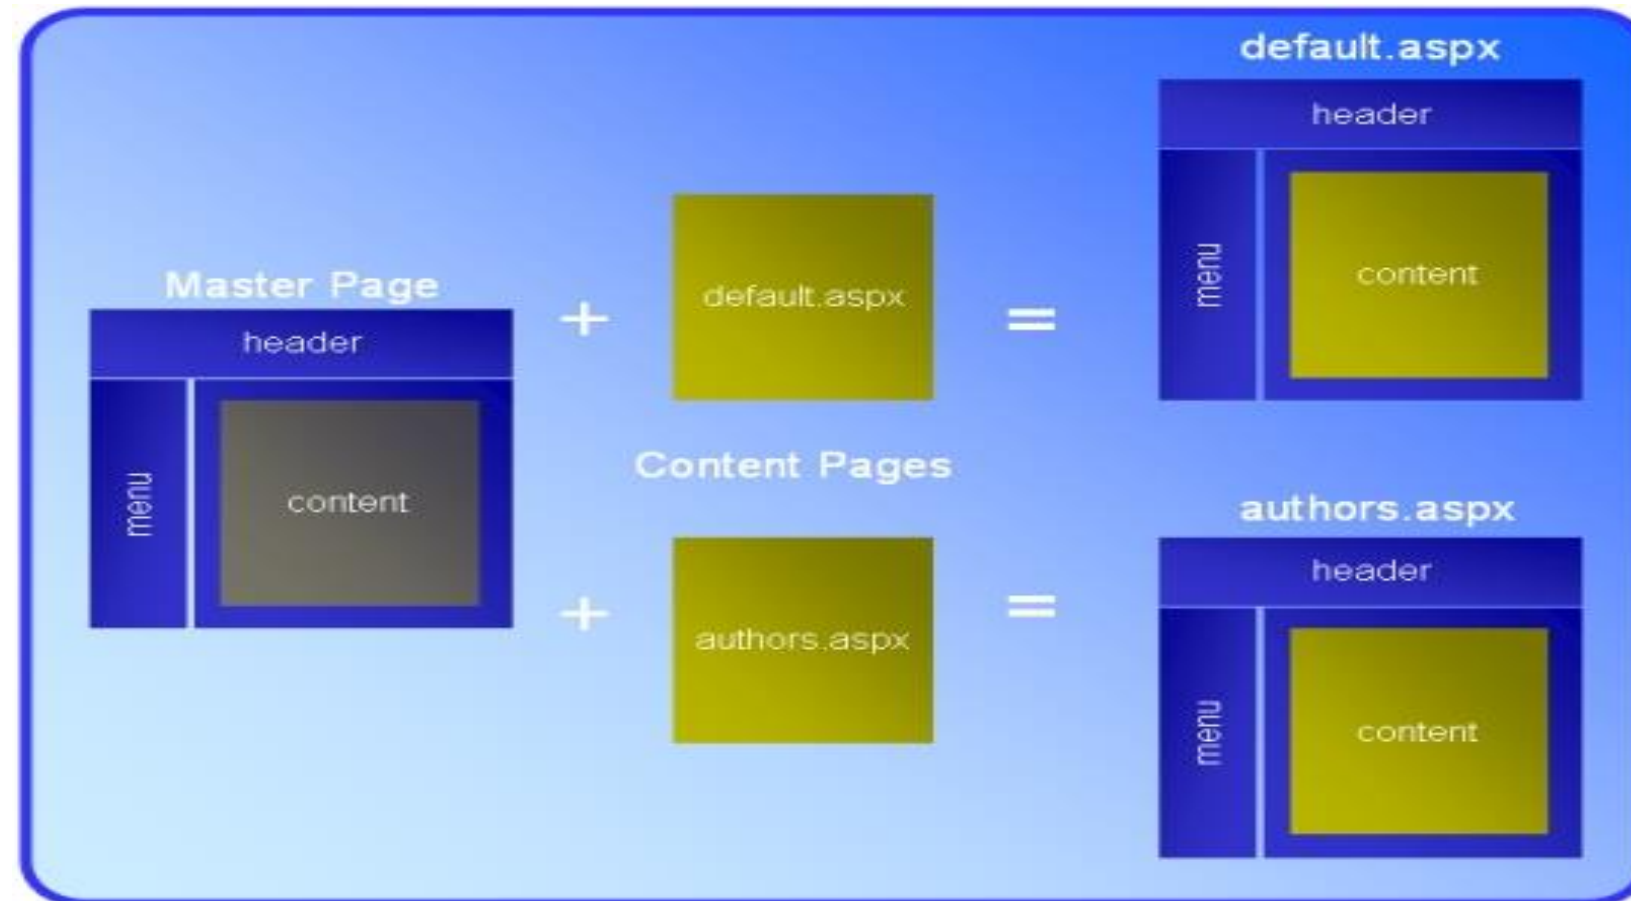 Master Page
header
menu
content
+
default.aspx
=
default.aspx
header
menu
content
Content Pages
+
authors.aspx
=
authors.aspx
header
menu
content